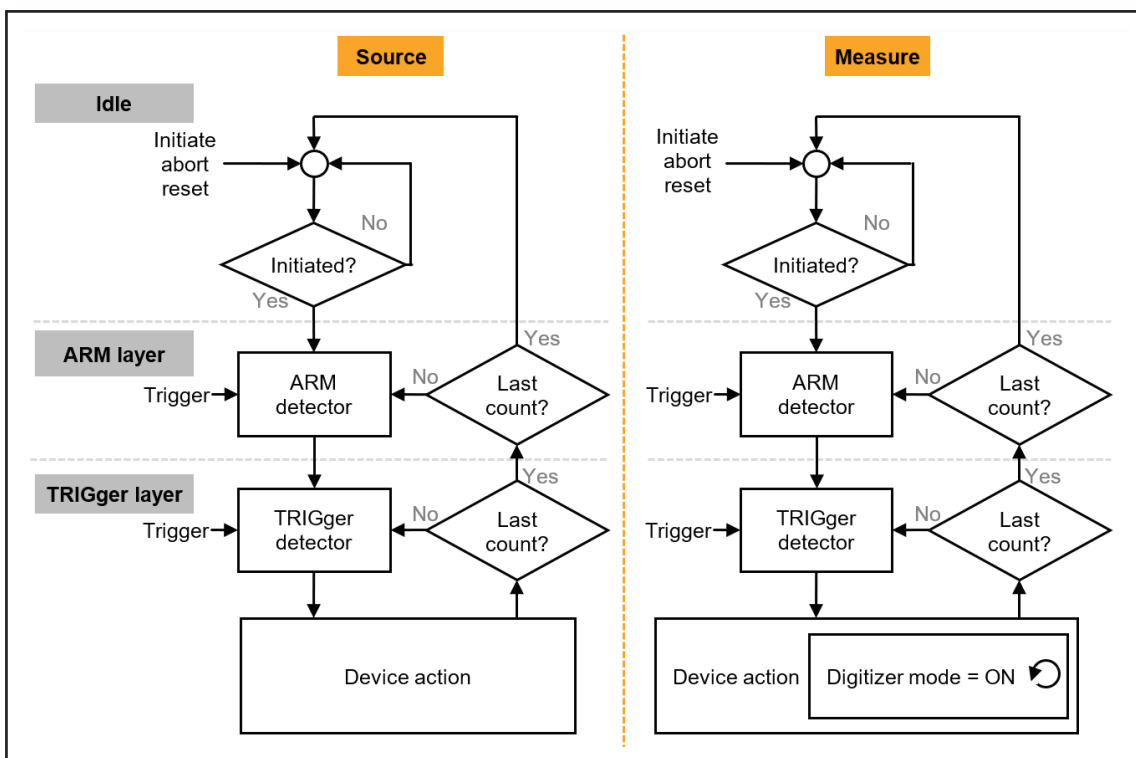 Source
Measure
Idle
Initiate
abort
reset
No
Initiated?
Yes
Initiate
abort
reset
No
Initiated?
Yes
ARM layer
Trigger
ARM
detector
No
Last
count?
Yes
Trigger
ARM
detector
No
Last
count?
Yes
TRIGger layer
Trigger
TRIGger
detector
No
Last
count?
Yes
Trigger
TRIGger
detector
No
Last
count?
Yes
Device action
Device action
Digitizer mode = ON